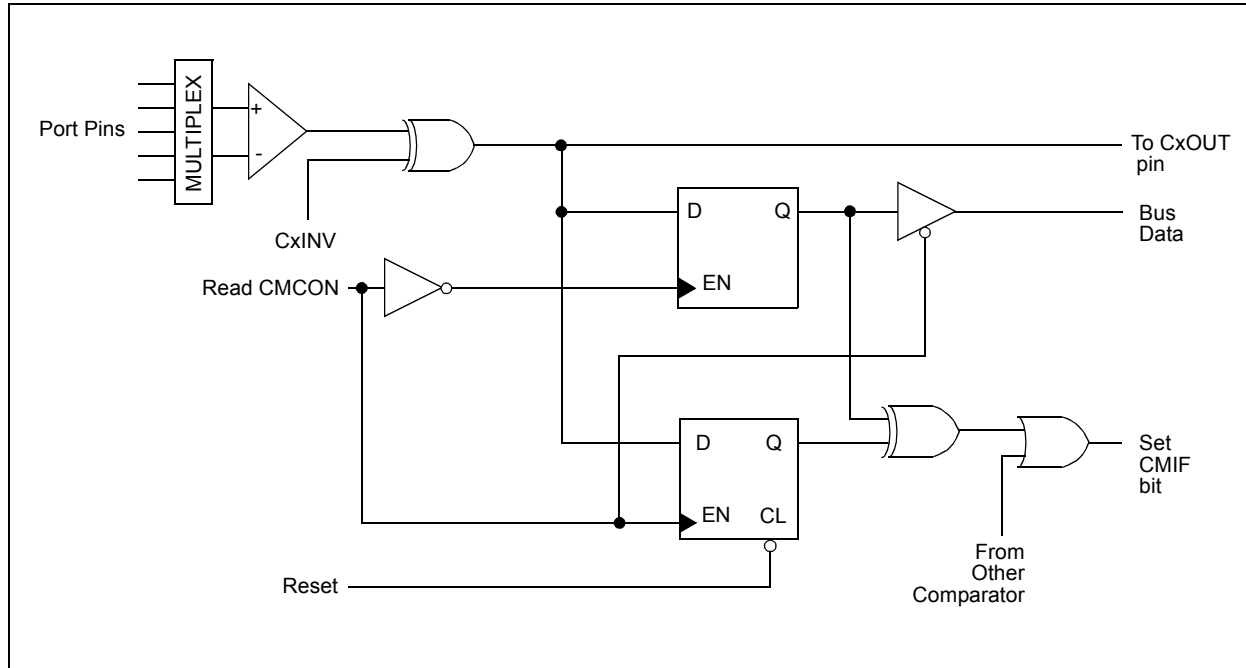 Port Pins
MULTIPLEX
+
-
CxINV
To CxOUT
pin
D
Q
EN
Bus
Data
Read CMCON
D
Q
EN
CL
Set
CMIF
bit
From
Other
Comparator
Reset